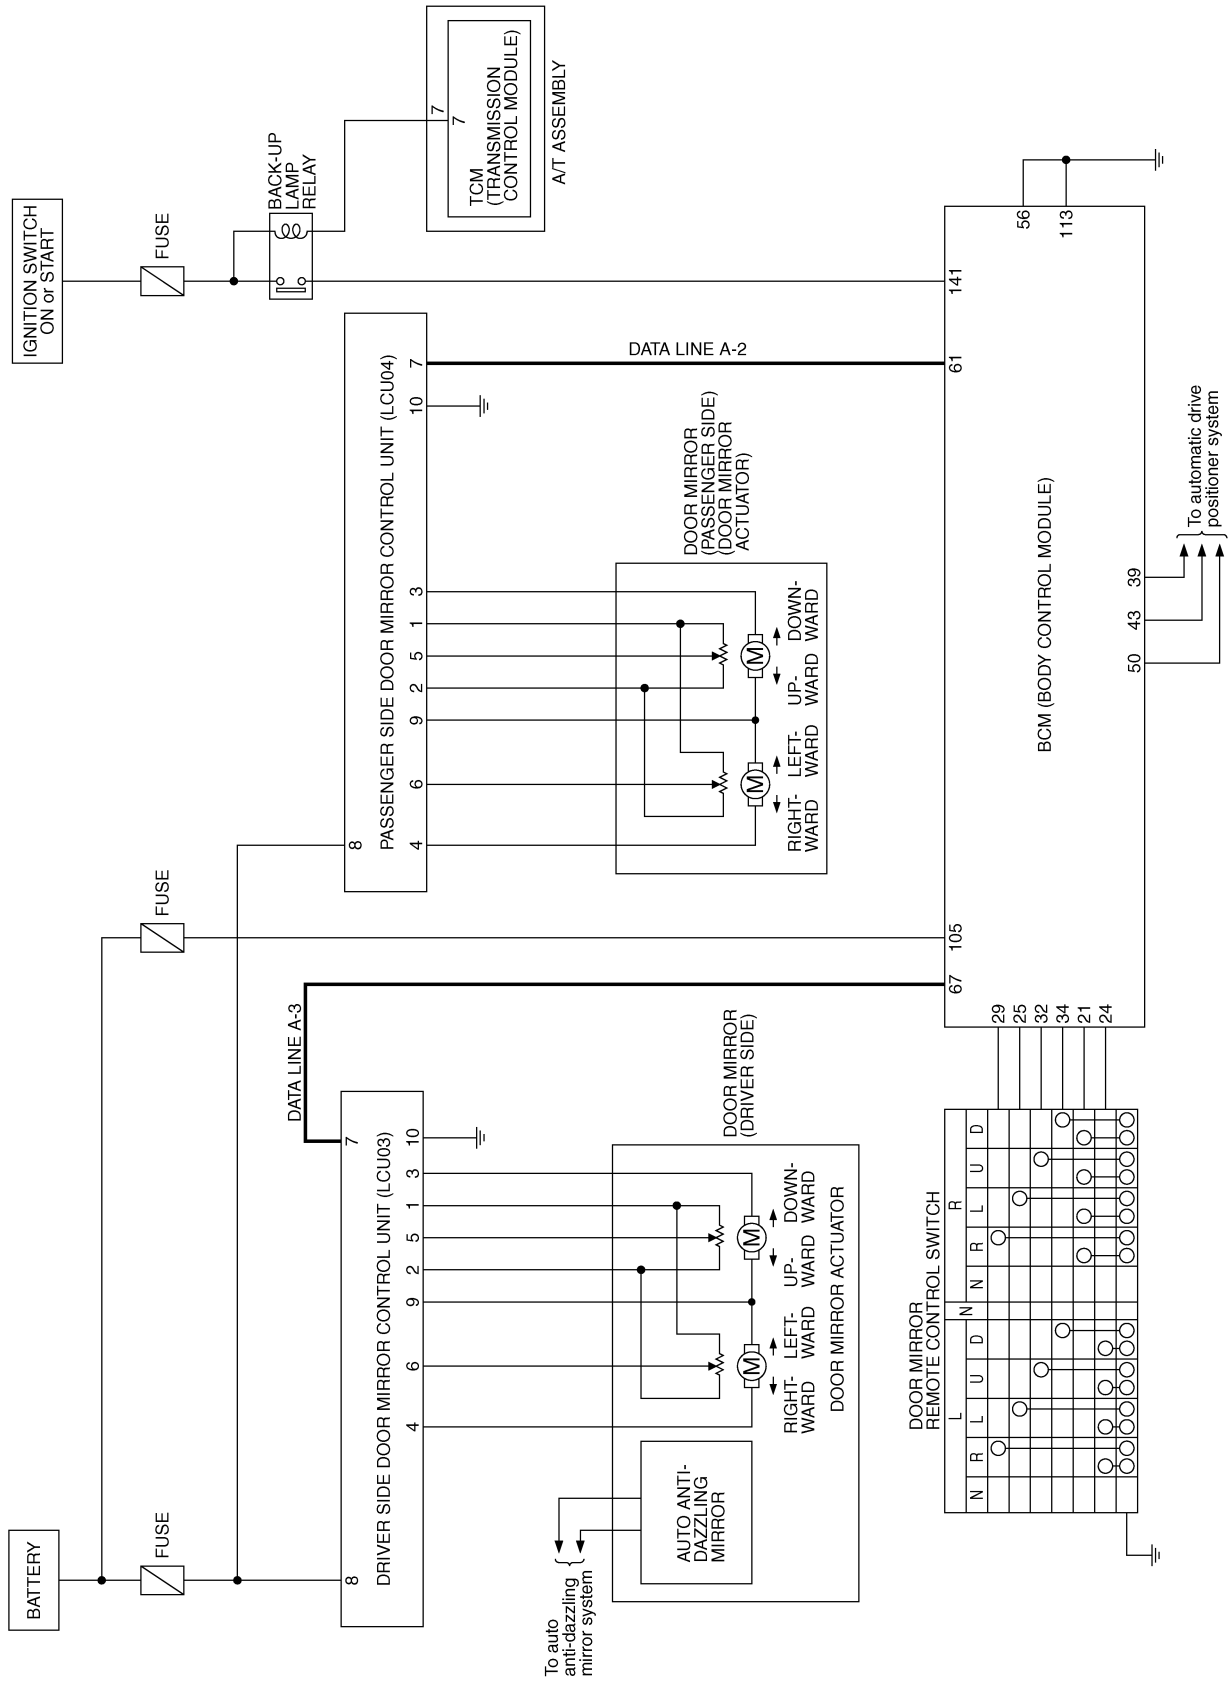 BATTERY
FUSE
FUSE
IGNITION SWITCH
ON or START
FUSE
BACK-UP
LAMP
RELAY
7
7
TCM
(TRANSMISSION
CONTROL MODULE)
A/T ASSEMBLY
DATA LINE A-3
8
7
DRIVER SIDE DOOR MIRROR CONTROL UNIT (LCU03)
4
6
9
2
5
1
3
10
8
PASSENGER SIDE DOOR MIRROR CONTROL UNIT (LCU04)
4
6
9
2
5
1
3
10
7
DATA LINE A-2
To auto
anti-dazzling
mirror system
AUTO ANTI-
DAZZLING
MIRROR
M
M
RIGHT-
WARD
LEFT-
WARD
UP-
WARD
DOWN-
WARD
DOOR MIRROR ACTUATOR
DOOR MIRROR
(DRIVER SIDE)
DOOR MIRROR
(PASSENGER SIDE)
(DOOR MIRROR
ACTUATOR)
M
M
RIGHT-
WARD
LEFT-
WARD
UP-
WARD
DOWN-
WARD
DOOR MIRROR
REMOTE CONTROL SWITCH
L
N
R
N
R
L
U
D
N
R
L
U
D
29
25
32
34
21
24
67
105
61
141
56
113
BCM (BODY CONTROL MODULE)
50
43
39
To automatic drive
positioner system